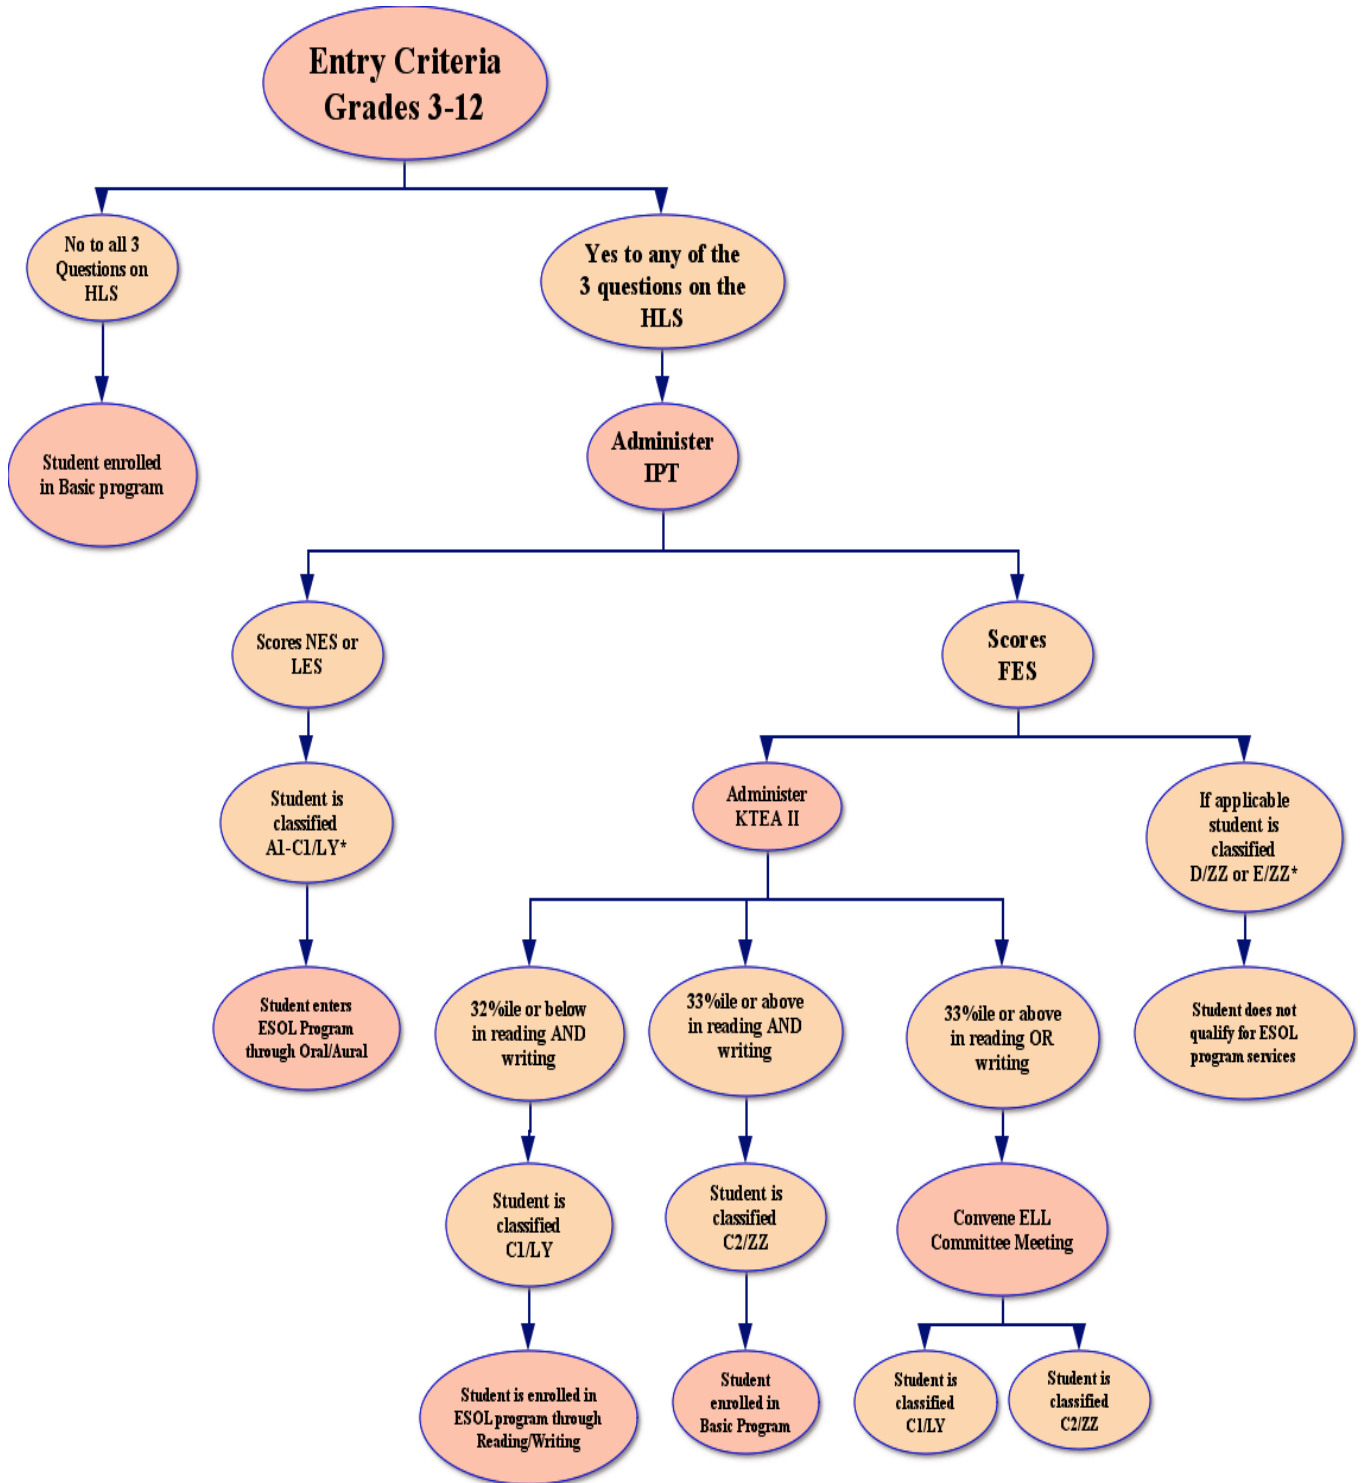 Entry Criteria
Grades 3-12
No to all 3
Questions on
HLS
Yes to any of the
3 questions on the
HLS
Student enrolled
in Basic program
Administer
IPT
Scores NES or
LES
Scores
FES
Student is
classified
A1-C1/LY*
Administer
KTEA II
If applicable
student is
classified
D/ZZ or E/ZZ*
Student enters
ESOL Program
through Oral/Aural
32%ile or below
in reading AND
writing
33%ile or above
in reading AND
writing
33%ile or above
in reading OR
writing
Student does not
qualify for ESOL
program services
Student is
classified
C1/LY
Student is
classified
C2/ZZ
Convene ELL
Committee Meeting
Student is enrolled in
ESOL program through
Reading/Writing
Student
enrolled in
Basic Program
Student is
classified
C1/LY
Student is
classified
C2/ZZ